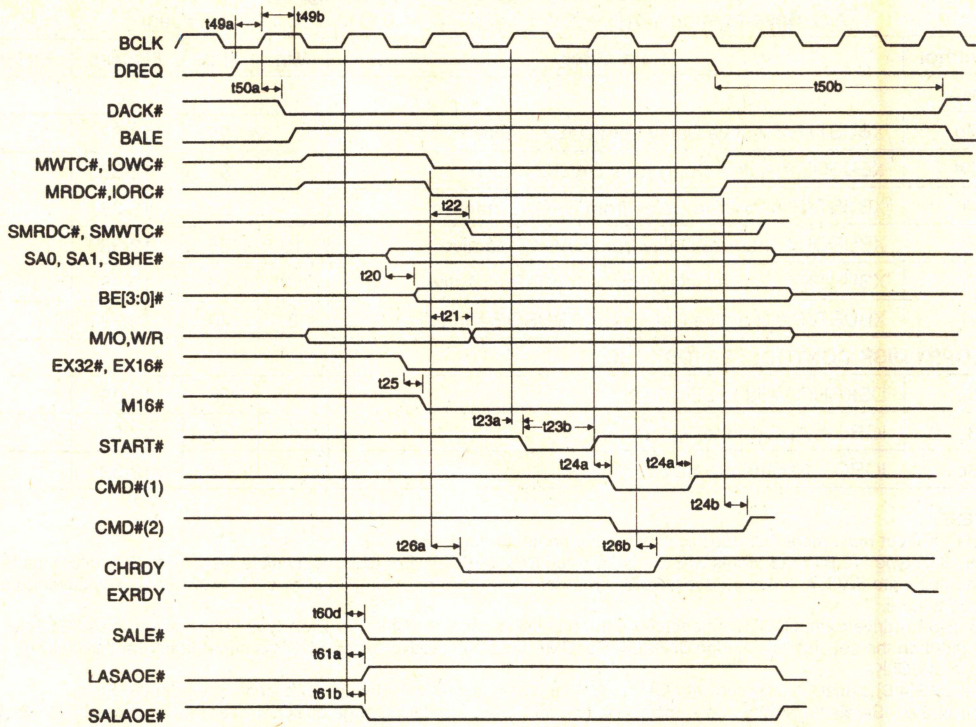 t49a t49b
BCLK
DREQ
t50a t50b
DACK#
BALE
MWTC#, IOWC#
MRDC#,IORC#
t22
SMRDC#, SMWTC#
SA0, SA1, SBHE#
t20
BE[3:0]#
t21
M/IO,W/R
EX32#, EX16#
t25
M16#
t23a t23b
START#
t24a t24a
CMD#(1)
t24b
CMD#(2)
t26a t26b
CHRDY
EXRDY
t60d
SALE#
t61a
LASAOE#
t61b
SALAOE#